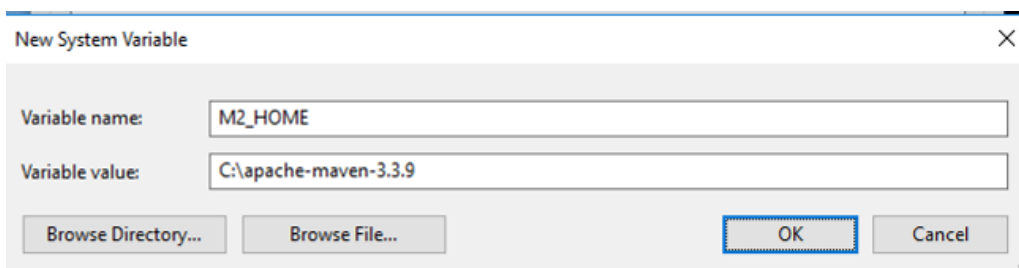 New System Variable
Variable name: M2_HOME
Variable value: C:\apache-maven-3.3.9
Browse Directory... Browse File... OK Cancel